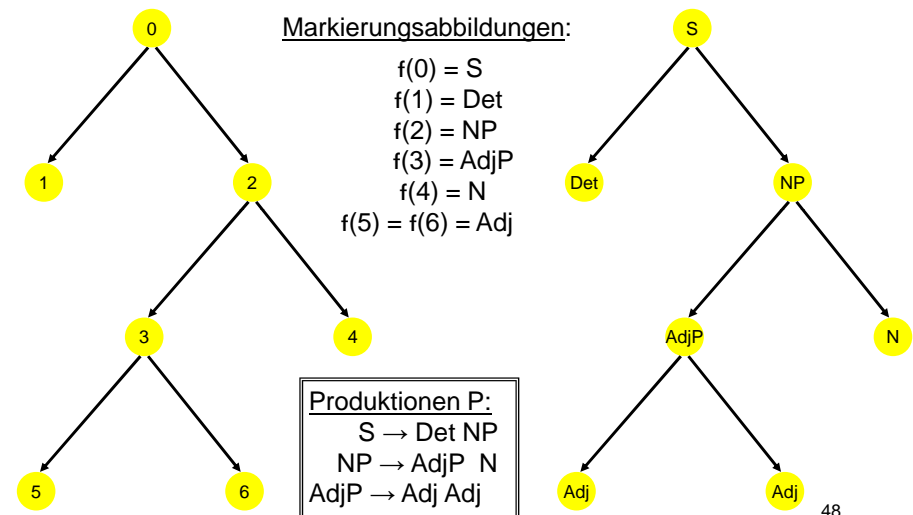 0
Markierungsabbildungen:
S
f(0) = S
f(1) = Det
f(2) = NP
f(3) = AdjP
f(4) = N
f(5) = f(6) = Adj
1
2
Det
NP
3
4
AdjP
N
Produktionen P:
S → Det NP
NP → AdjP N
AdjP → Adj Adj
5
6
Adj
Adj
48